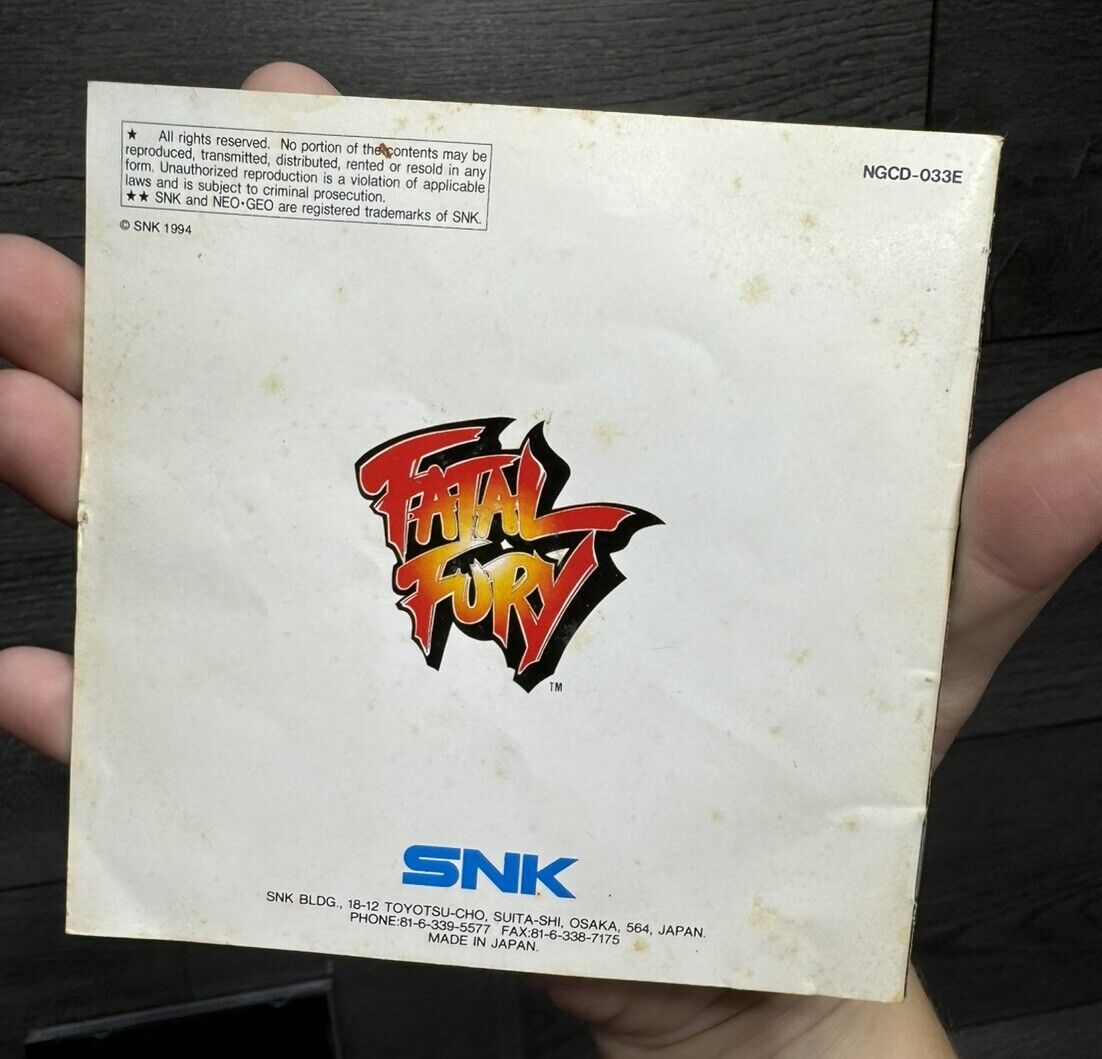 ★ All rights reserved. No portion of the contents may be
reproduced, transmitted, distributed, rented or resold in any
form. Unauthorized reproduction is a violation of applicable
laws and is subject to criminal prosecution.
★★ SNK and NEO•GEO are registered trademarks of SNK.
© SNK 1994
NGCD-033E
FATAL
FURY
TM
SNK
SNK BLDG., 18-12 TOYOTSU-CHO, SUITA-SHI, OSAKA, 564, JAPAN.
PHONE:81-6-339-5577 FAX:81-6-338-7175
MADE IN JAPAN.